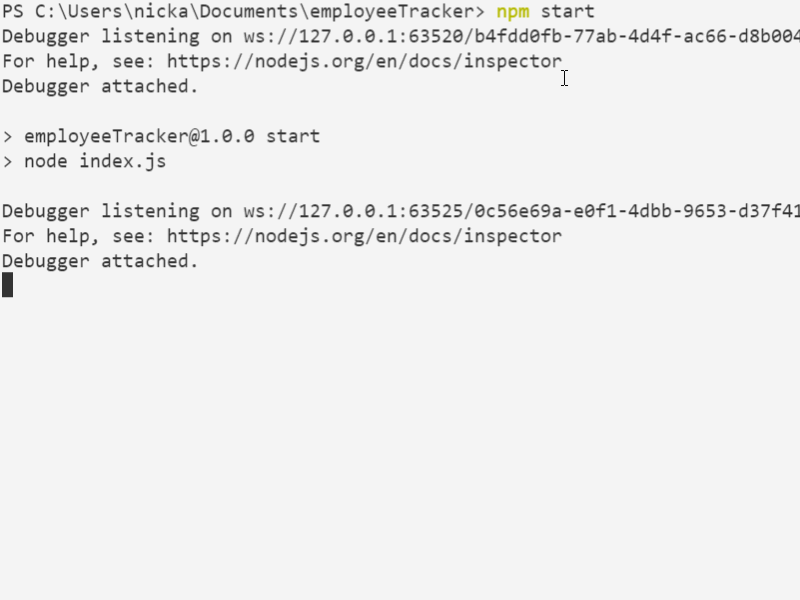 PS C:\Users\nicka\Documents\employeeTracker> npm start
Debugger listening on ws://127.0.0.1:63520/b4fdd0fb-77ab-4d4f-ac66-d8b004
For help, see: https://nodejs.org/en/docs/inspector
Debugger attached.
> employeeTracker@1.0.0 start
> node index.js
Debugger listening on ws://127.0.0.1:63525/0c56e69a-e0f1-4dbb-9653-d37f41
For help, see: https://nodejs.org/en/docs/inspector
Debugger attached.